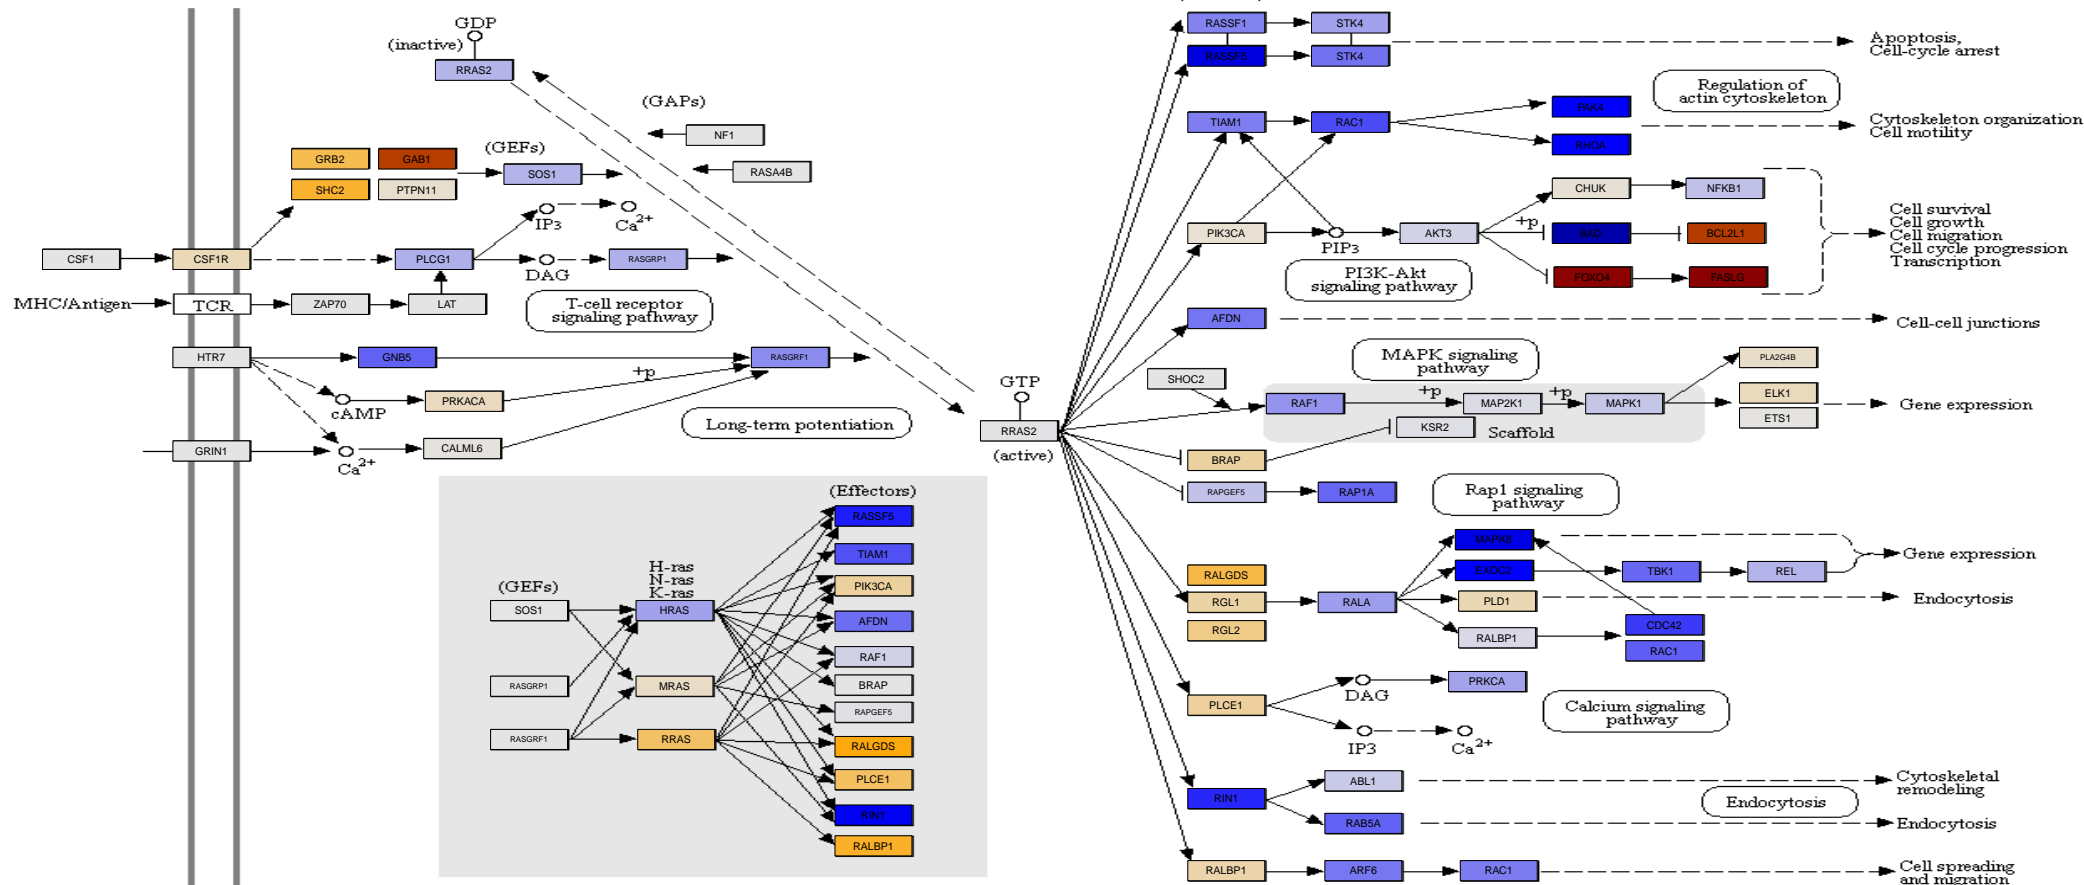 GDP
(inactive)
RRAS2
(GAPs)
NF1
RASA4B
GRB2
GAB1
(GEFs)
SHC2
PTPN11
SOS1
IP3
Ca2+
CSF1
CSF1R
PLCG1
DAG
RASGRP1
MHC/Antigen
TCR
ZAP70
LAT
T-cell receptor
signaling pathway
HTR7
GNB5
RASGRF1
+p
cAMP
PRKACA
Long-term potentiation
GRIN1
Ca2+
CALML6
GTP
RRAS2
(active)
(Effectors)
RASSF5
TIAM1
H-ras
N-ras
K-ras
(GEFs)
PIK3CA
SOS1
HRAS
AFDN
RAF1
RASGRP1
MRAS
BRAP
RAPGEF5
RASGRF1
RRAS
RALGDS
PLCE1
RIN1
RALBP1
RASSF1
STK4
RASSF5
STK4
Apoptosis,
Cell-cycle arrest
Regulation of
actin cytoskeleton
TIAM1
RAC1
PAK4
RHOA
Cytoskeleton organization
Cell motility
CHUK
NFKB1
PIK3CA
PIP3
AKT3
+p
BAD
BCL2L1
Cell survival
Cell growth
Cell migration
Cell cycle progression
Transcription
PI3K-Akt
signaling pathway
FOXO4
FASLG
AFDN
Cell-cell junctions
MAPK signaling
pathway
SHOC2
RAF1
+p
MAP2K1
+p
MAPK1
PLA2G4B
ELK1
ETS1
Gene expression
KSR2
Scaffold
BRAP
RAPGEF5
RAP1A
Rap1 signaling
pathway
MAPK8
RALGDS
EXOC2
TBK1
REL
Gene expression
RGL1
RALA
PLD1
Endocytosis
RGL2
RALBP1
CDC42
RAC1
PLCE1
DAG
PRKCA
Calcium signaling
pathway
IP3
Ca2+
RIN1
ABL1
Cytoskeletal
remodeling
Endocytosis
RAB5A
Endocytosis
RALBP1
ARF6
RAC1
Cell spreading
and migration